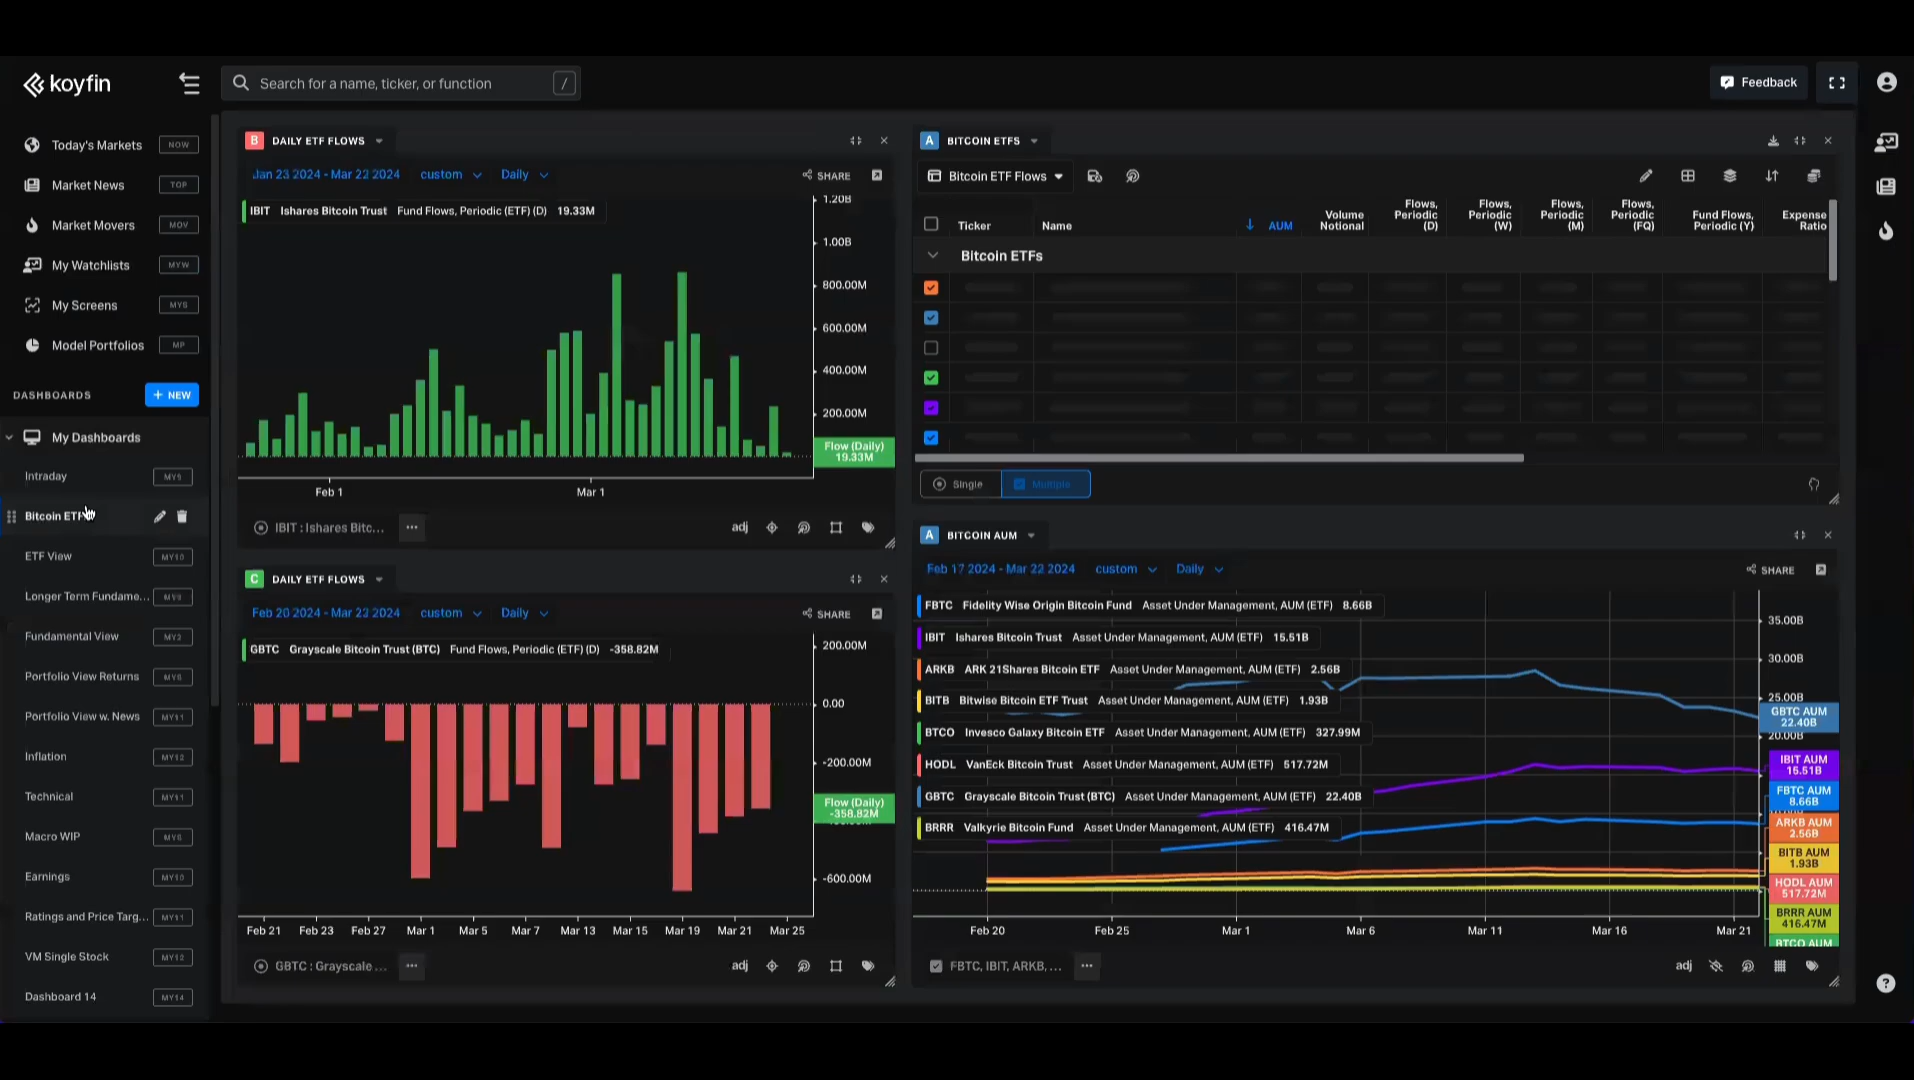 koyfin
Search for a name, ticker, or function /
Feedback
Today's Markets NOW
Market News TOP
Market Movers MOV
My Watchlists MYW
My Screens MYS
Model Portfolios MP
DASHBOARDS + NEW
My Dashboards
Intraday
Bitcoin ETF
ETF View
Longer Term Fundame...
Fundamental View
Portfolio View Returns
Portfolio View w. News MY11
Inflation MY12
Technical MY11
Macro WIP
Earnings MY10
Ratings and Price Targ... MY11
VM Single Stock MY12
Dashboard 14 MY14
B DAILY ETF FLOWS
Jan 23 2024 - Mar 22 2024 custom Daily SHARE
IBIT Ishares Bitcoin Trust Fund Flows, Periodic (ETF) (D) 19.33M
1.20B
1.00B
800.00M
600.00M
400.00M
200.00M
Flow (Daily)
19.33M
Feb 1 Mar 1
IBIT : Ishares Bitc... ... adj
C DAILY ETF FLOWS
Feb 20 2024 - Mar 23 2024 custom Daily SHARE
GBTC Grayscale Bitcoin Trust (BTC) Fund Flows, Periodic (ETF) (D) -358.82M
200.00M
0.00
-200.00M
Flow (Daily)
-358.82M
-600.00M
Feb 21 Feb 23 Feb 27 Mar 1 Mar 5 Mar 7 Mar 13 Mar 15 Mar 19 Mar 21 Mar 25
GBTC : Grayscale ... ... adj
A BITCOIN ETFS
Bitcoin ETF Flows
Ticker Name AUM Volume Notional Flows, Periodic (D) Flows, Periodic (W) Flows, Periodic (M) Flows, Periodic (FQ) Fund Flows, Periodic (Y) Expense Ratio
Bitcoin ETFs
Single Multiple
A BITCOIN AUM
Feb 17 2024 - Mar 22 2024 custom Daily SHARE
FBTC Fidelity Wise Origin Bitcoin Fund Asset Under Management, AUM (ETF) 8.66B
IBIT Ishares Bitcoin Trust Asset Under Management, AUM (ETF) 15.51B
ARKB ARK 21Shares Bitcoin ETF Asset Under Management, AUM (ETF) 2.56B
BITB Bitwise Bitcoin ETF Trust Asset Under Management, AUM (ETF) 1.93B
BTCO Invesco Galaxy Bitcoin ETF Asset Under Management, AUM (ETF) 327.99M
HODL VanEck Bitcoin Trust Asset Under Management, AUM (ETF) 517.72M
GBTC Grayscale Bitcoin Trust (BTC) Asset Under Management, AUM (ETF) 22.40B
BRRR Valkyrie Bitcoin Fund Asset Under Management, AUM (ETF) 416.47M
35.00B
30.00B
25.00B
GBTC AUM
22.40B
20.00B
IBIT AUM
15.51B
FBTC AUM
8.66B
ARKB AUM
2.56B
BITB AUM
1.93B
HODL AUM
517.72M
BRRR AUM
416.47M
BTCO AUM
Feb 20 Feb 25 Mar 1 Mar 6 Mar 11 Mar 16 Mar 21
FBTC, IBIT, ARKB, ... ... adj